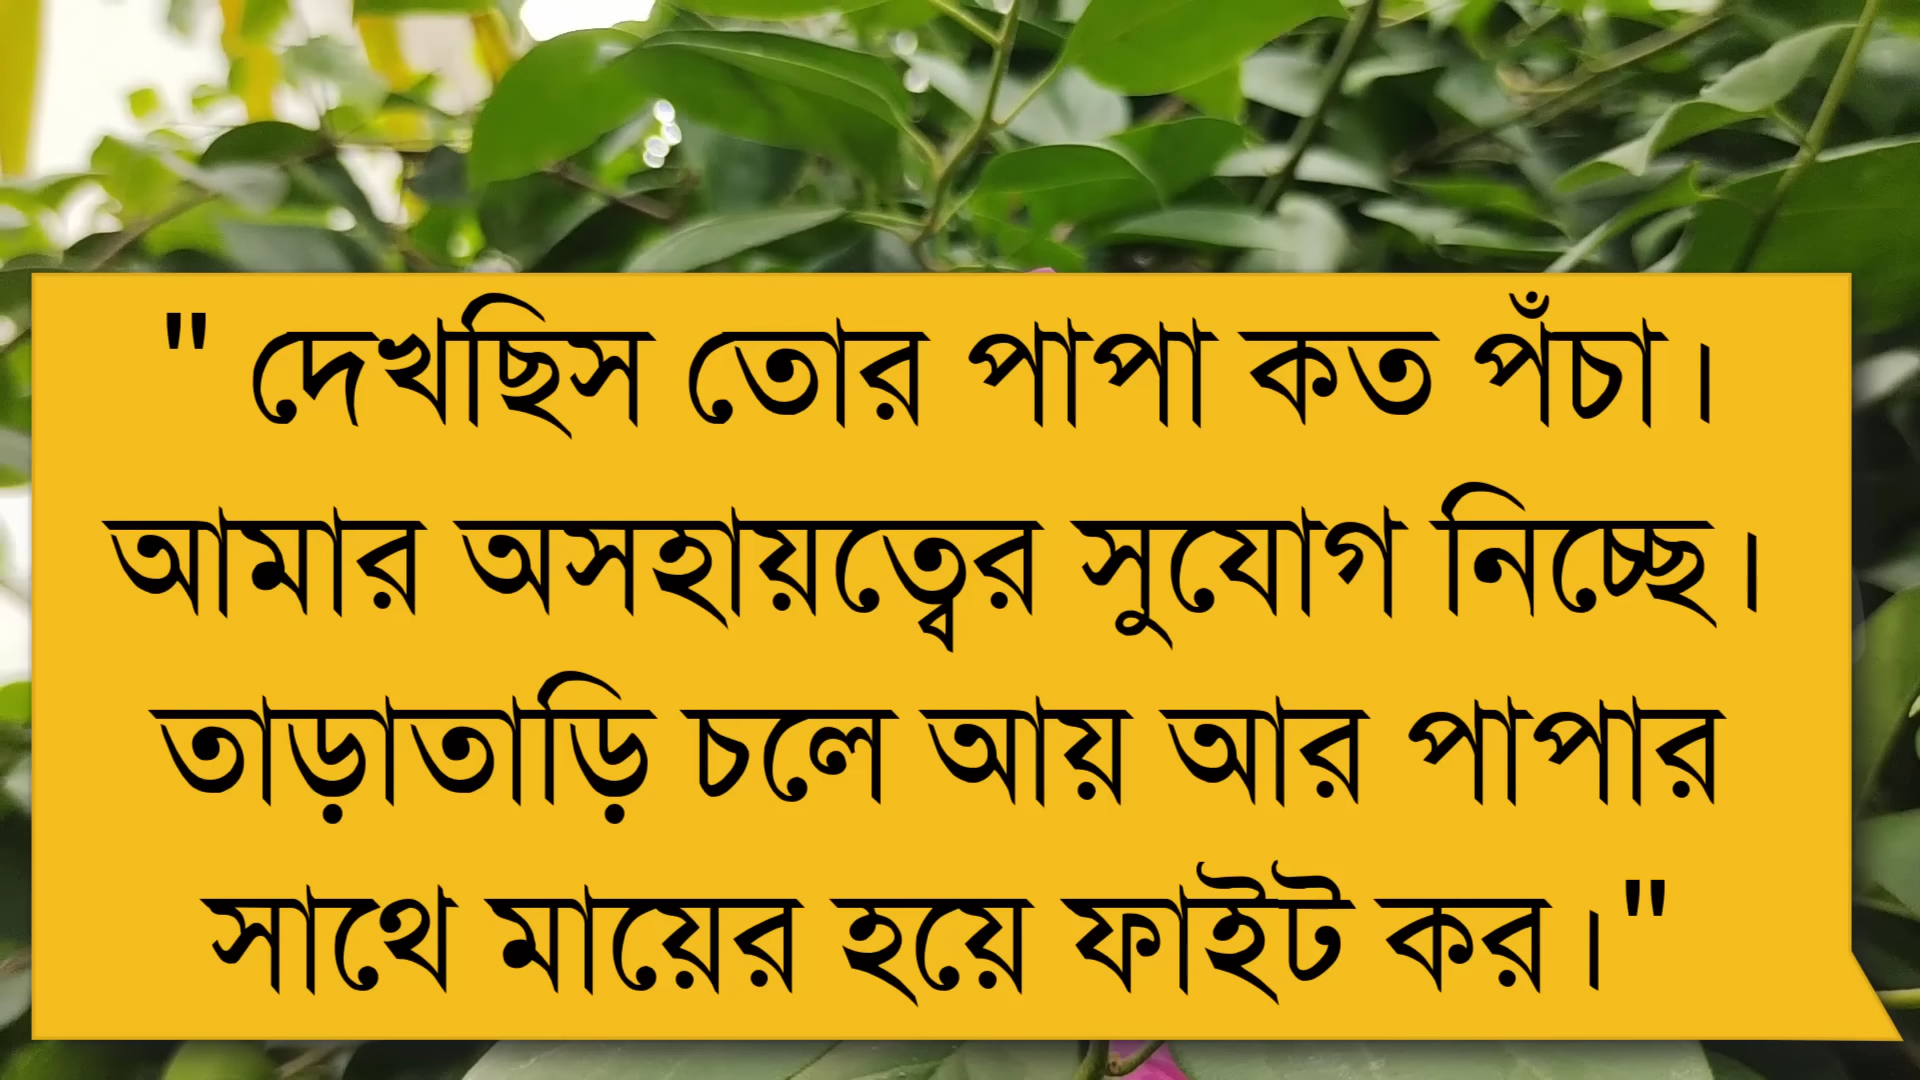 " দেখছিস তোর পাপা কত পঁচা।
আমার অসহায়ত্বের সুযোগ নিচ্ছে।
তাড়াতাড়ি চলে আয় আর পাপার
সাথে মায়ের হয়ে ফাইট কর।"